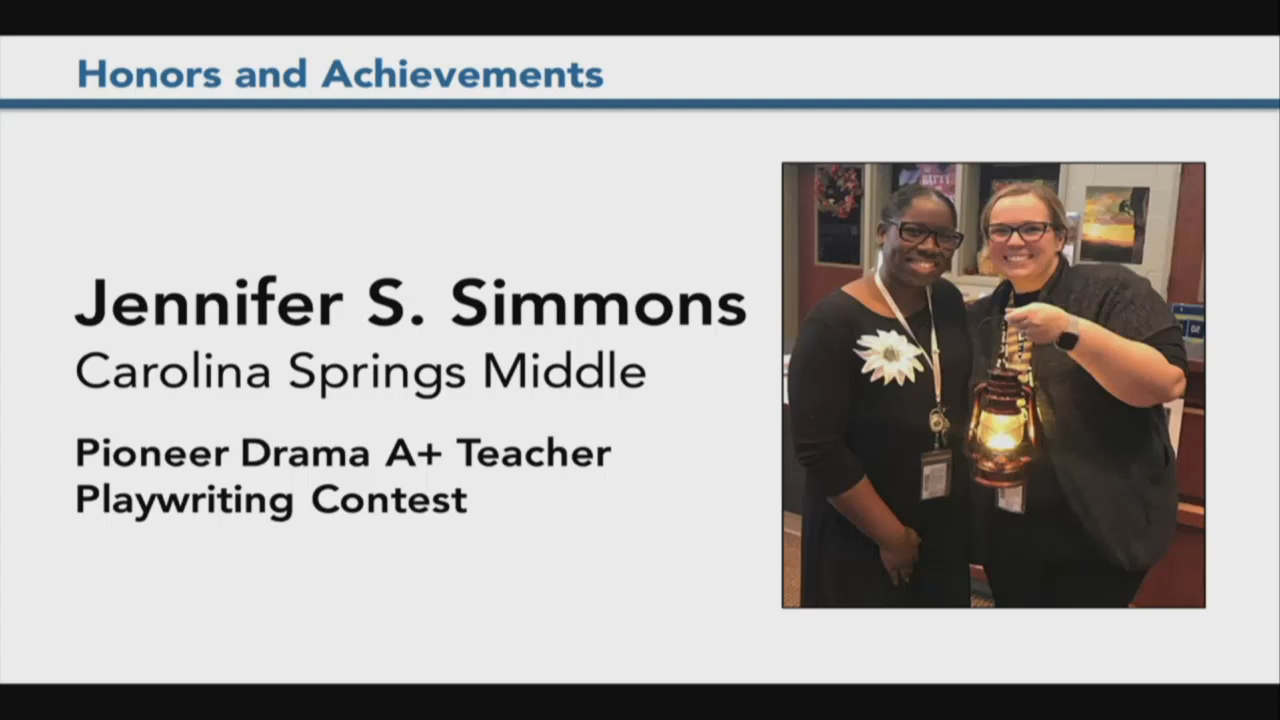 Honors and Achievements
Jennifer S. Simmons
Carolina Springs Middle
Pioneer Drama A+ Teacher
Playwriting Contest